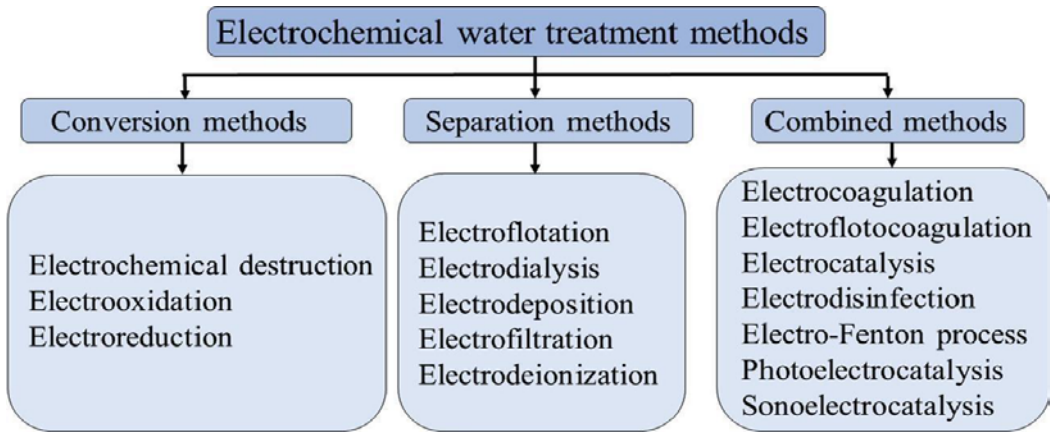 Electrochemical water treatment methods
Conversion methods
Separation methods
Combined methods
Electrochemical destruction
Electrooxidation
Electroreduction
Electroflotation
Electrodialysis
Electrodeposition
Electrofiltration
Electrodeionization
Electrocoagulation
Electroflotocoagulation
Electrocatalysis
Electrodisinfection
Electro-Fenton process
Photoelectrocatalysis
Sonoelectrocatalysis